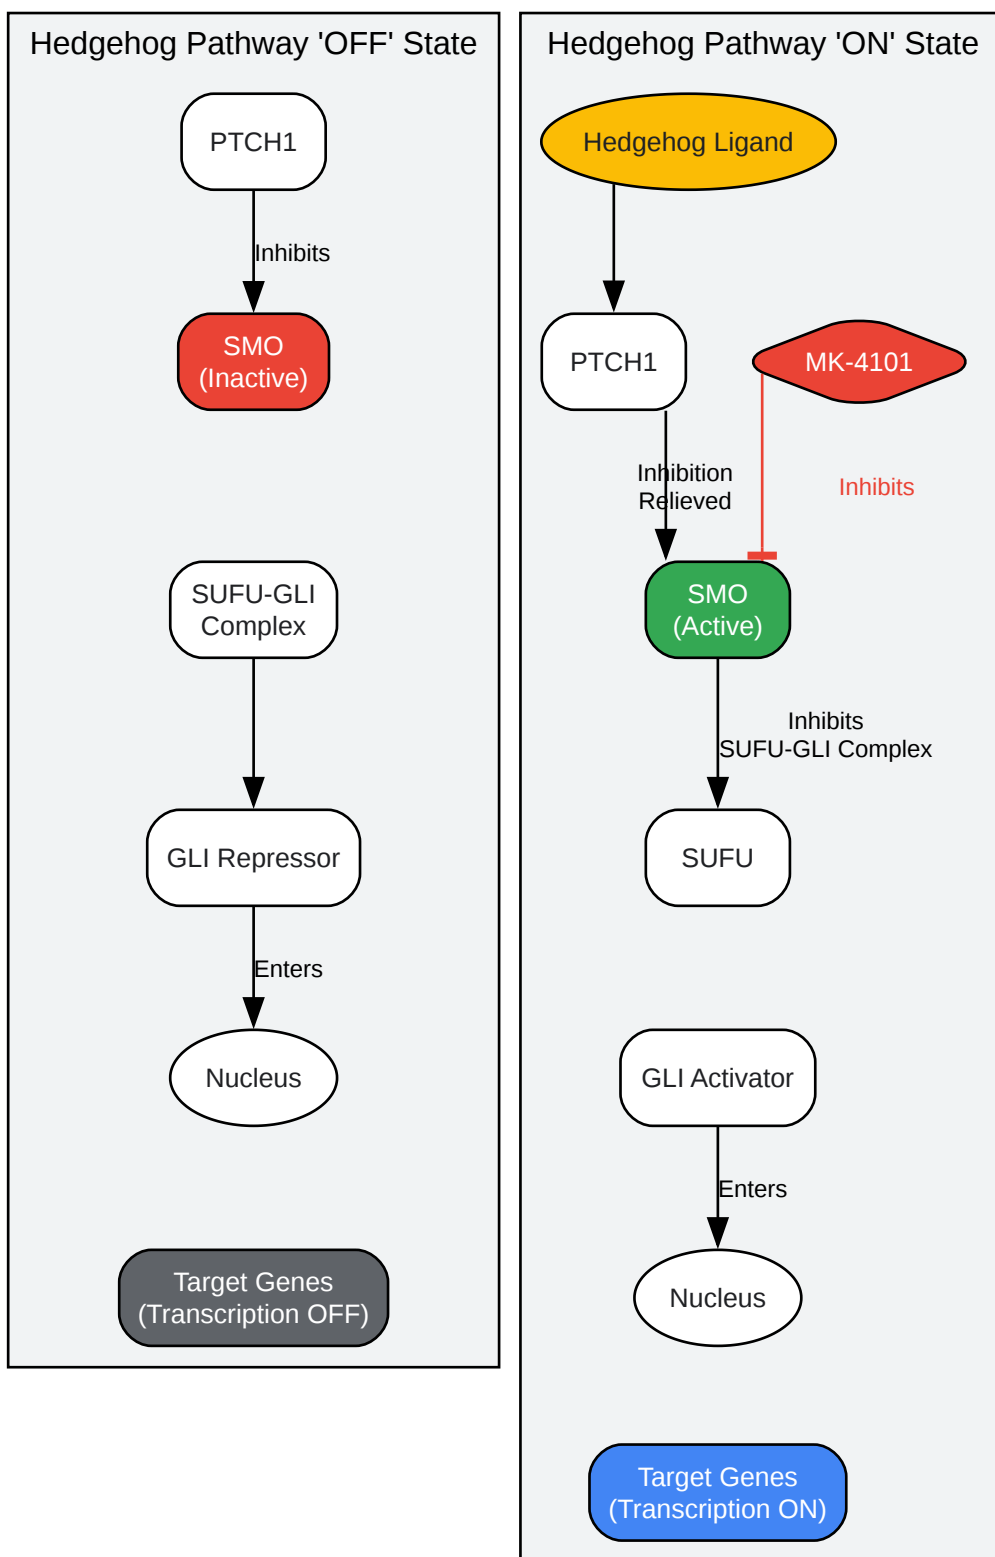 Hedgehog Pathway 'OFF' State
PTCH1
Inhibits
SMO
(Inactive)
SUFU-GLI
Complex
GLI Repressor
Enters
Nucleus
Target Genes
(Transcription OFF)
Hedgehog Pathway 'ON' State
Hedgehog Ligand
PTCH1
MK-4101
Inhibition
Relieved
Inhibits
SMO
(Active)
Inhibits
SUFU-GLI Complex
SUFU
GLI Activator
Enters
Nucleus
Target Genes
(Transcription ON)